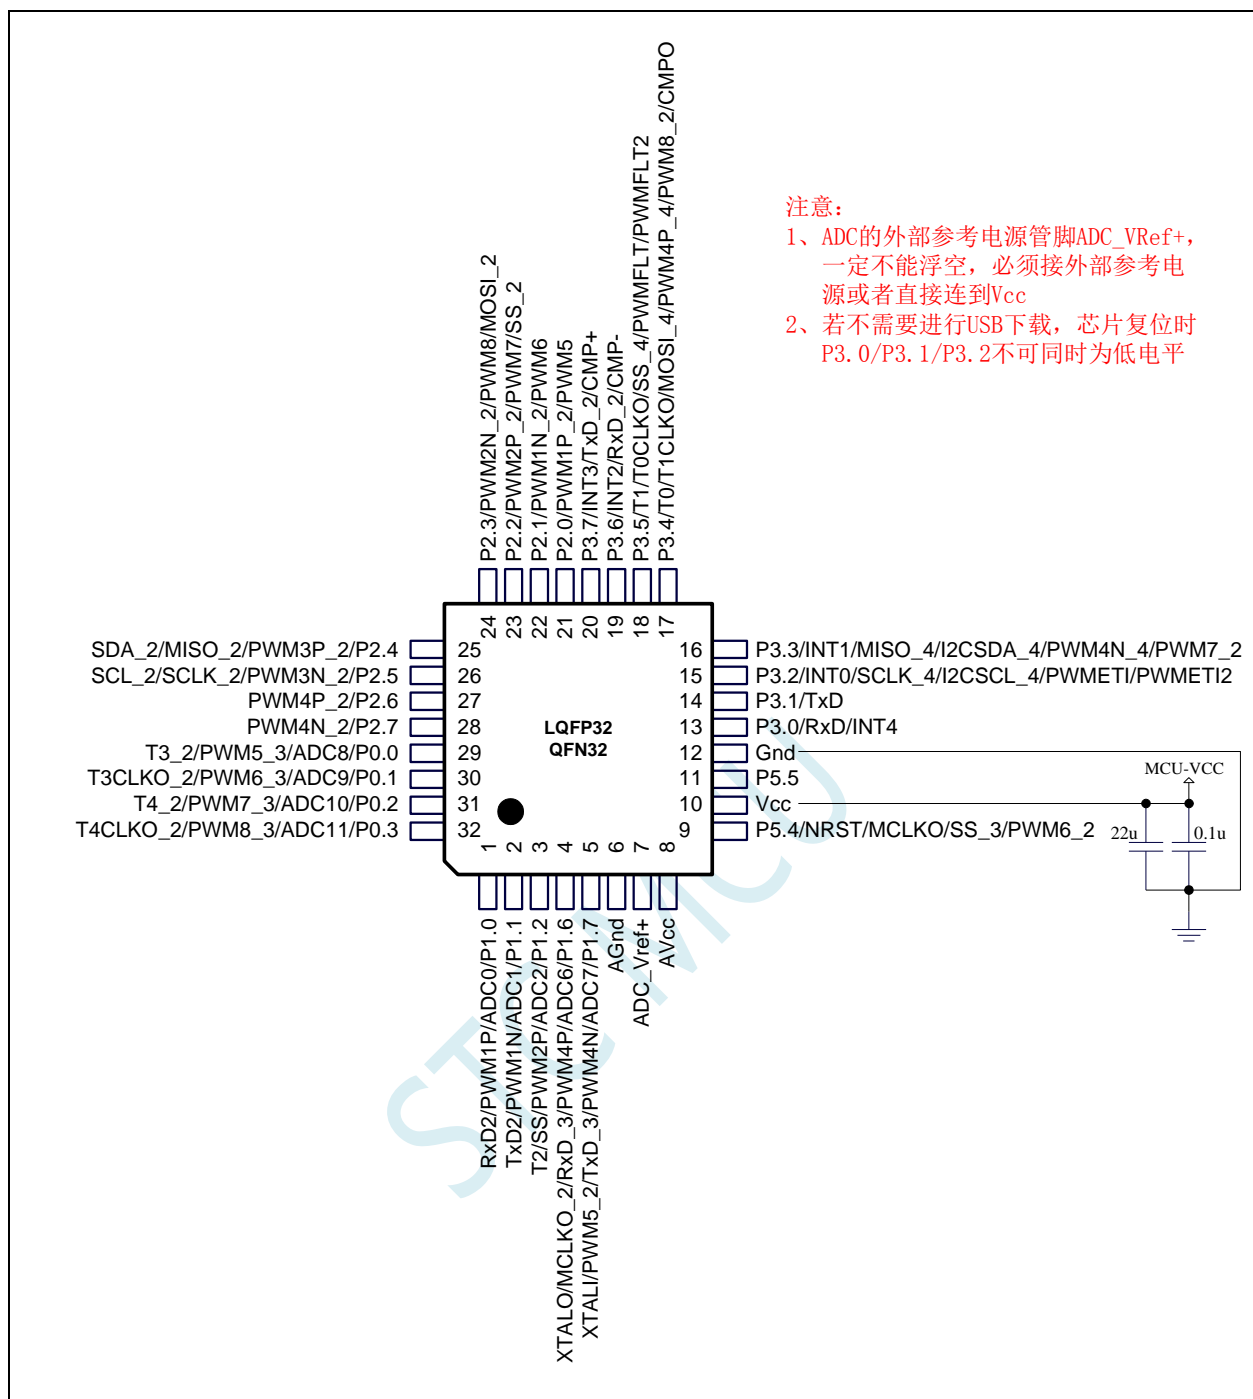 P2.3/PWM2N_2/PWM8/MOSI_2
P2.2/PWM2P_2/PWM7/SS_2
P2.1/PWM1N_2/PWM6
P2.0/PWM1P_2/PWM5
P3.7/INT3/TxD_2/CMP+
P3.6/INT2/RxD_2/CMP-
P3.5/T1/T0CLKO/SS_4/PWMFLT/PWMFLT2
P3.4/T0/T1CLKO/MOSI_4/PWM4P_4/PWM8_2/CMPO
注意:
1、ADC的外部参考电源管脚ADC_VRef+,
一定不能浮空，必须接外部参考电
源或者直接连到Vcc
2、若不需要进行USB下载，芯片复位时
P3.0/P3.1/P3.2不可同时为低电平
24 23 22 21 20 19 18 17
SDA_2/MISO_2/PWM3P_2/P2.4 25
SCL_2/SCLK_2/PWM3N_2/P2.5 26
PWM4P_2/P2.6 27
PWM4N_2/P2.7 28
T3_2/PWM5_3/ADC8/P0.0 29
T3CLKO_2/PWM6_3/ADC9/P0.1 30
T4_2/PWM7_3/ADC10/P0.2 31
T4CLKO_2/PWM8_3/ADC11/P0.3 32
LQFP32
QFN32
16 P3.3/INT1/MISO_4/I2CSDA_4/PWM4N_4/PWM7_2
15 P3.2/INT0/SCLK_4/I2CSCL_4/PWMETI/PWMETI2
14 P3.1/TxD
13 P3.0/RxD/INT4
12 Gnd
11 P5.5
10 Vcc
9 P5.4/NRST/MCLKO/SS_3/PWM6_2
MCU-VCC
22u
0.1u
1 2 3 4 5 6 7 8
RxD2/PWM1P/ADC0/P1.0
TxD2/PWM1N/ADC1/P1.1
T2/SS/PWM2P/ADC2/P1.2
XTALO/MCLKO_2/RxD_3/PWM4P/ADC6/P1.6
XTALI/PWM5_2/TxD_3/PWM4N/ADC7/P1.7
AGnd
ADC_Vref+
AVcc
STC MCU